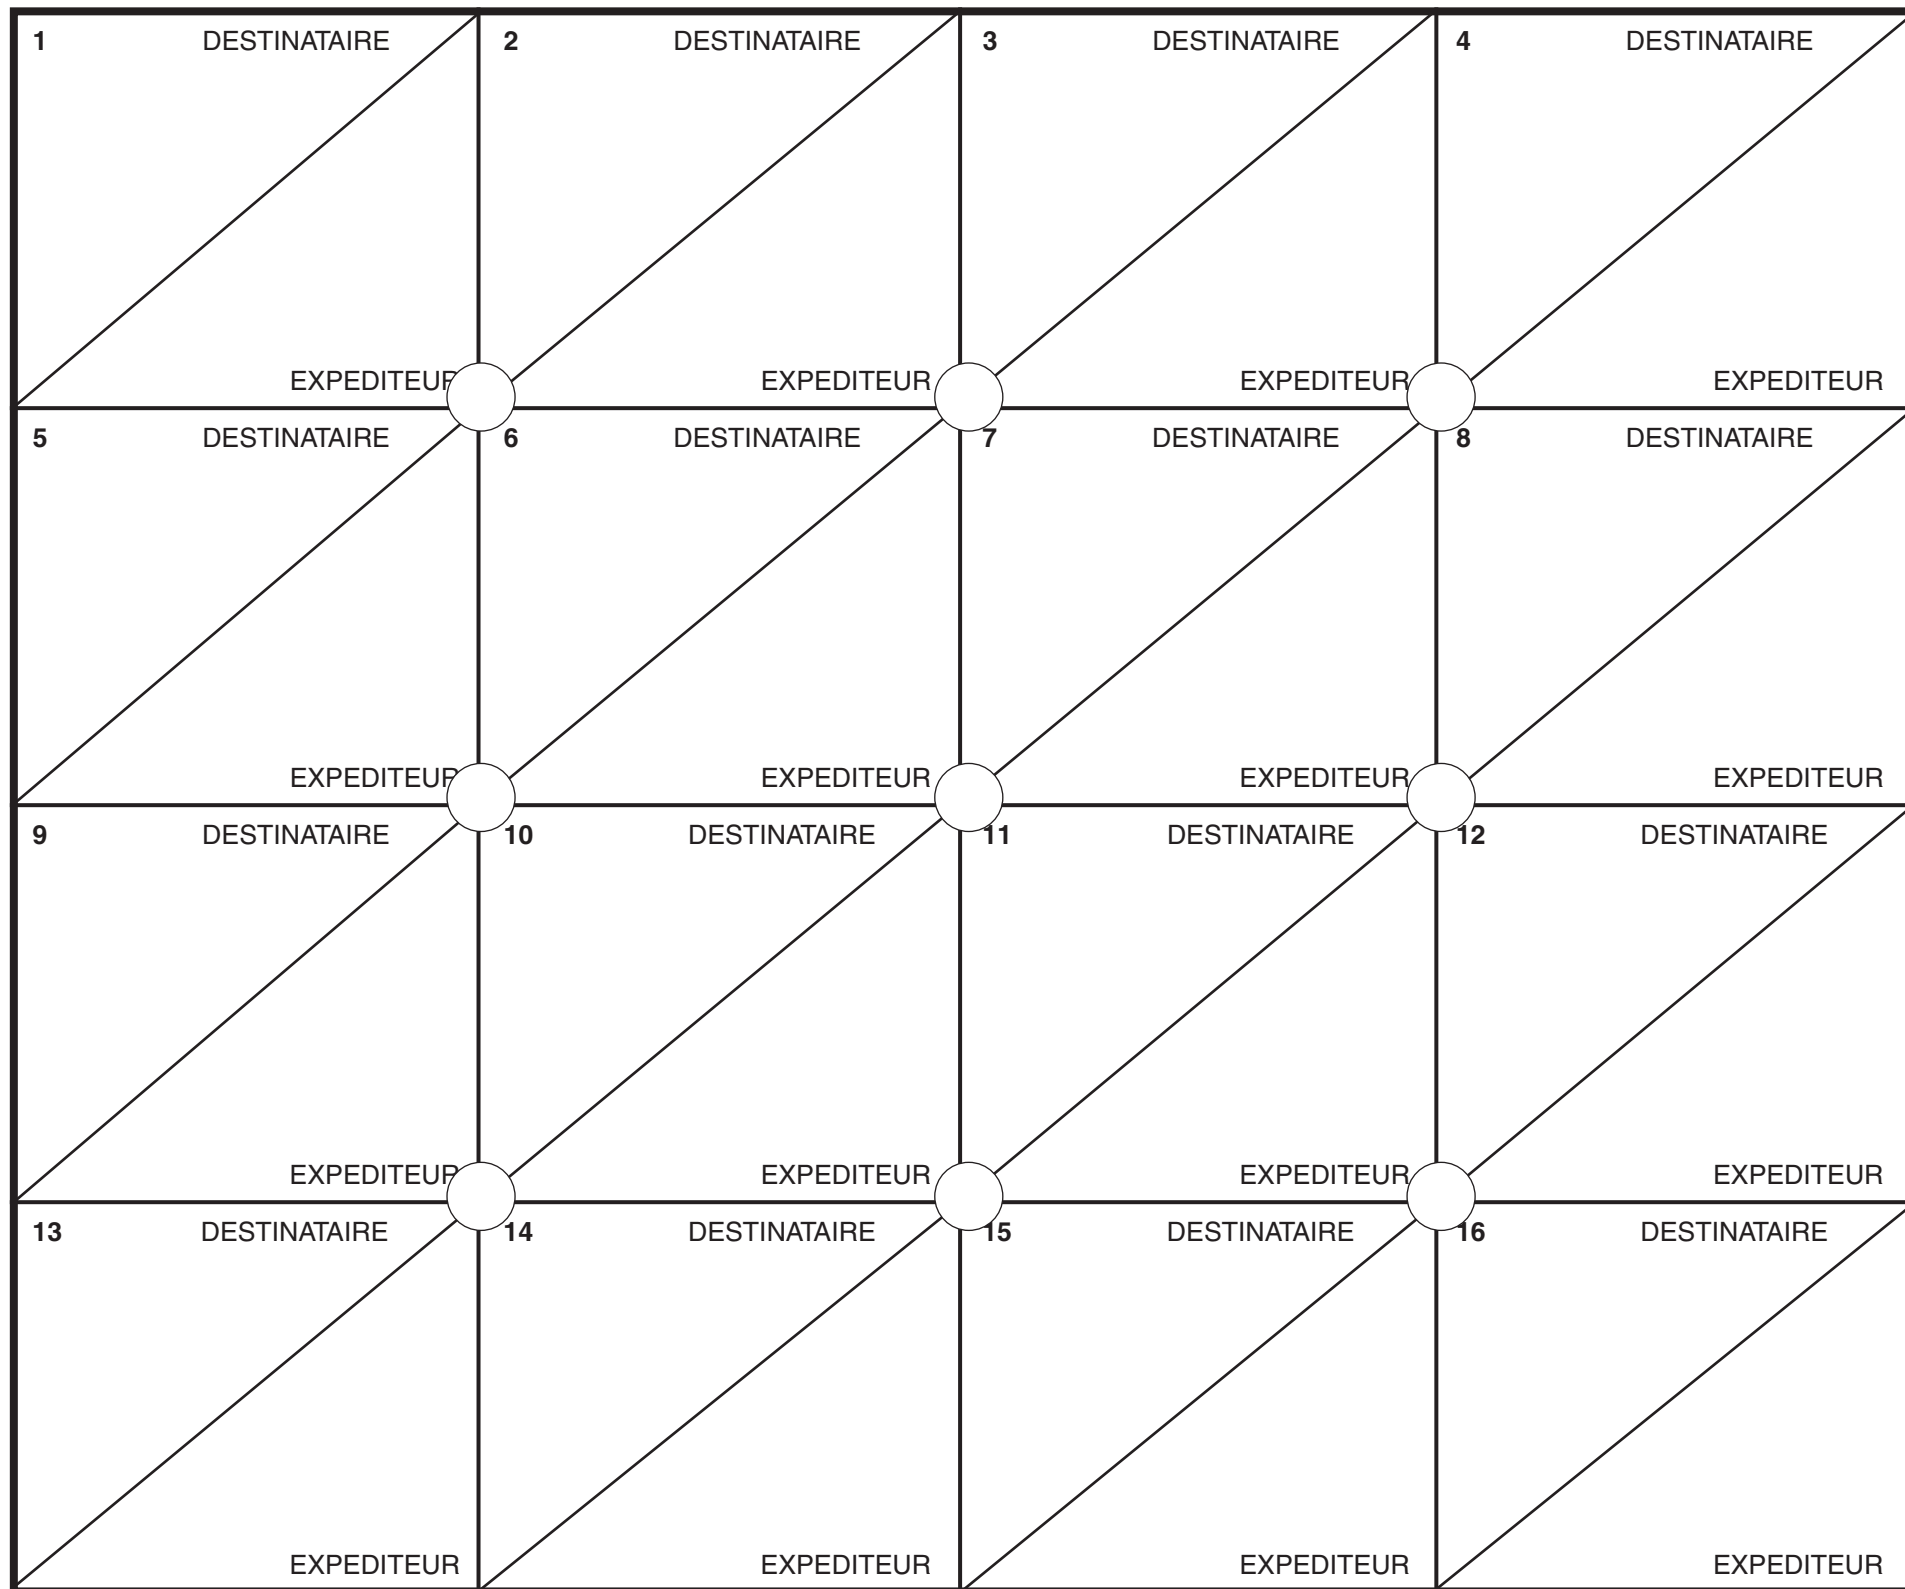 1 DESTINATAIRE 2 DESTINATAIRE 3 DESTINATAIRE 4 DESTINATAIRE
EXPEDITEUR EXPEDITEUR EXPEDITEUR EXPEDITEUR
5 DESTINATAIRE 6 DESTINATAIRE 7 DESTINATAIRE 8 DESTINATAIRE
EXPEDITEUR EXPEDITEUR EXPEDITEUR EXPEDITEUR
9 DESTINATAIRE 10 DESTINATAIRE 11 DESTINATAIRE 12 DESTINATAIRE
EXPEDITEUR EXPEDITEUR EXPEDITEUR EXPEDITEUR
13 DESTINATAIRE 14 DESTINATAIRE 15 DESTINATAIRE 16 DESTINATAIRE
EXPEDITEUR EXPEDITEUR EXPEDITEUR EXPEDITEUR